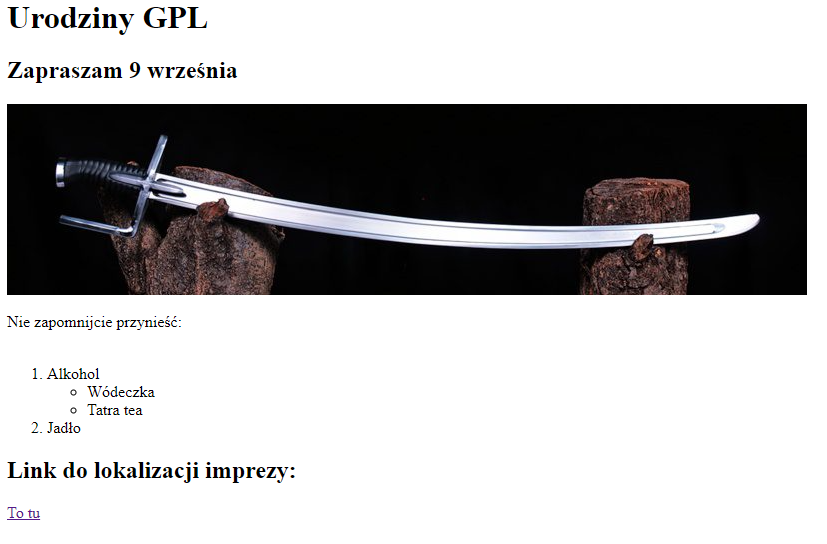 Urodziny GPL
Zapraszam 9 września
Nie zapomnijcie przynieść:
1. Alkohol
Wódeczka
Tatra tea
2. Jadło
Link do lokalizacji imprezy:
To tu